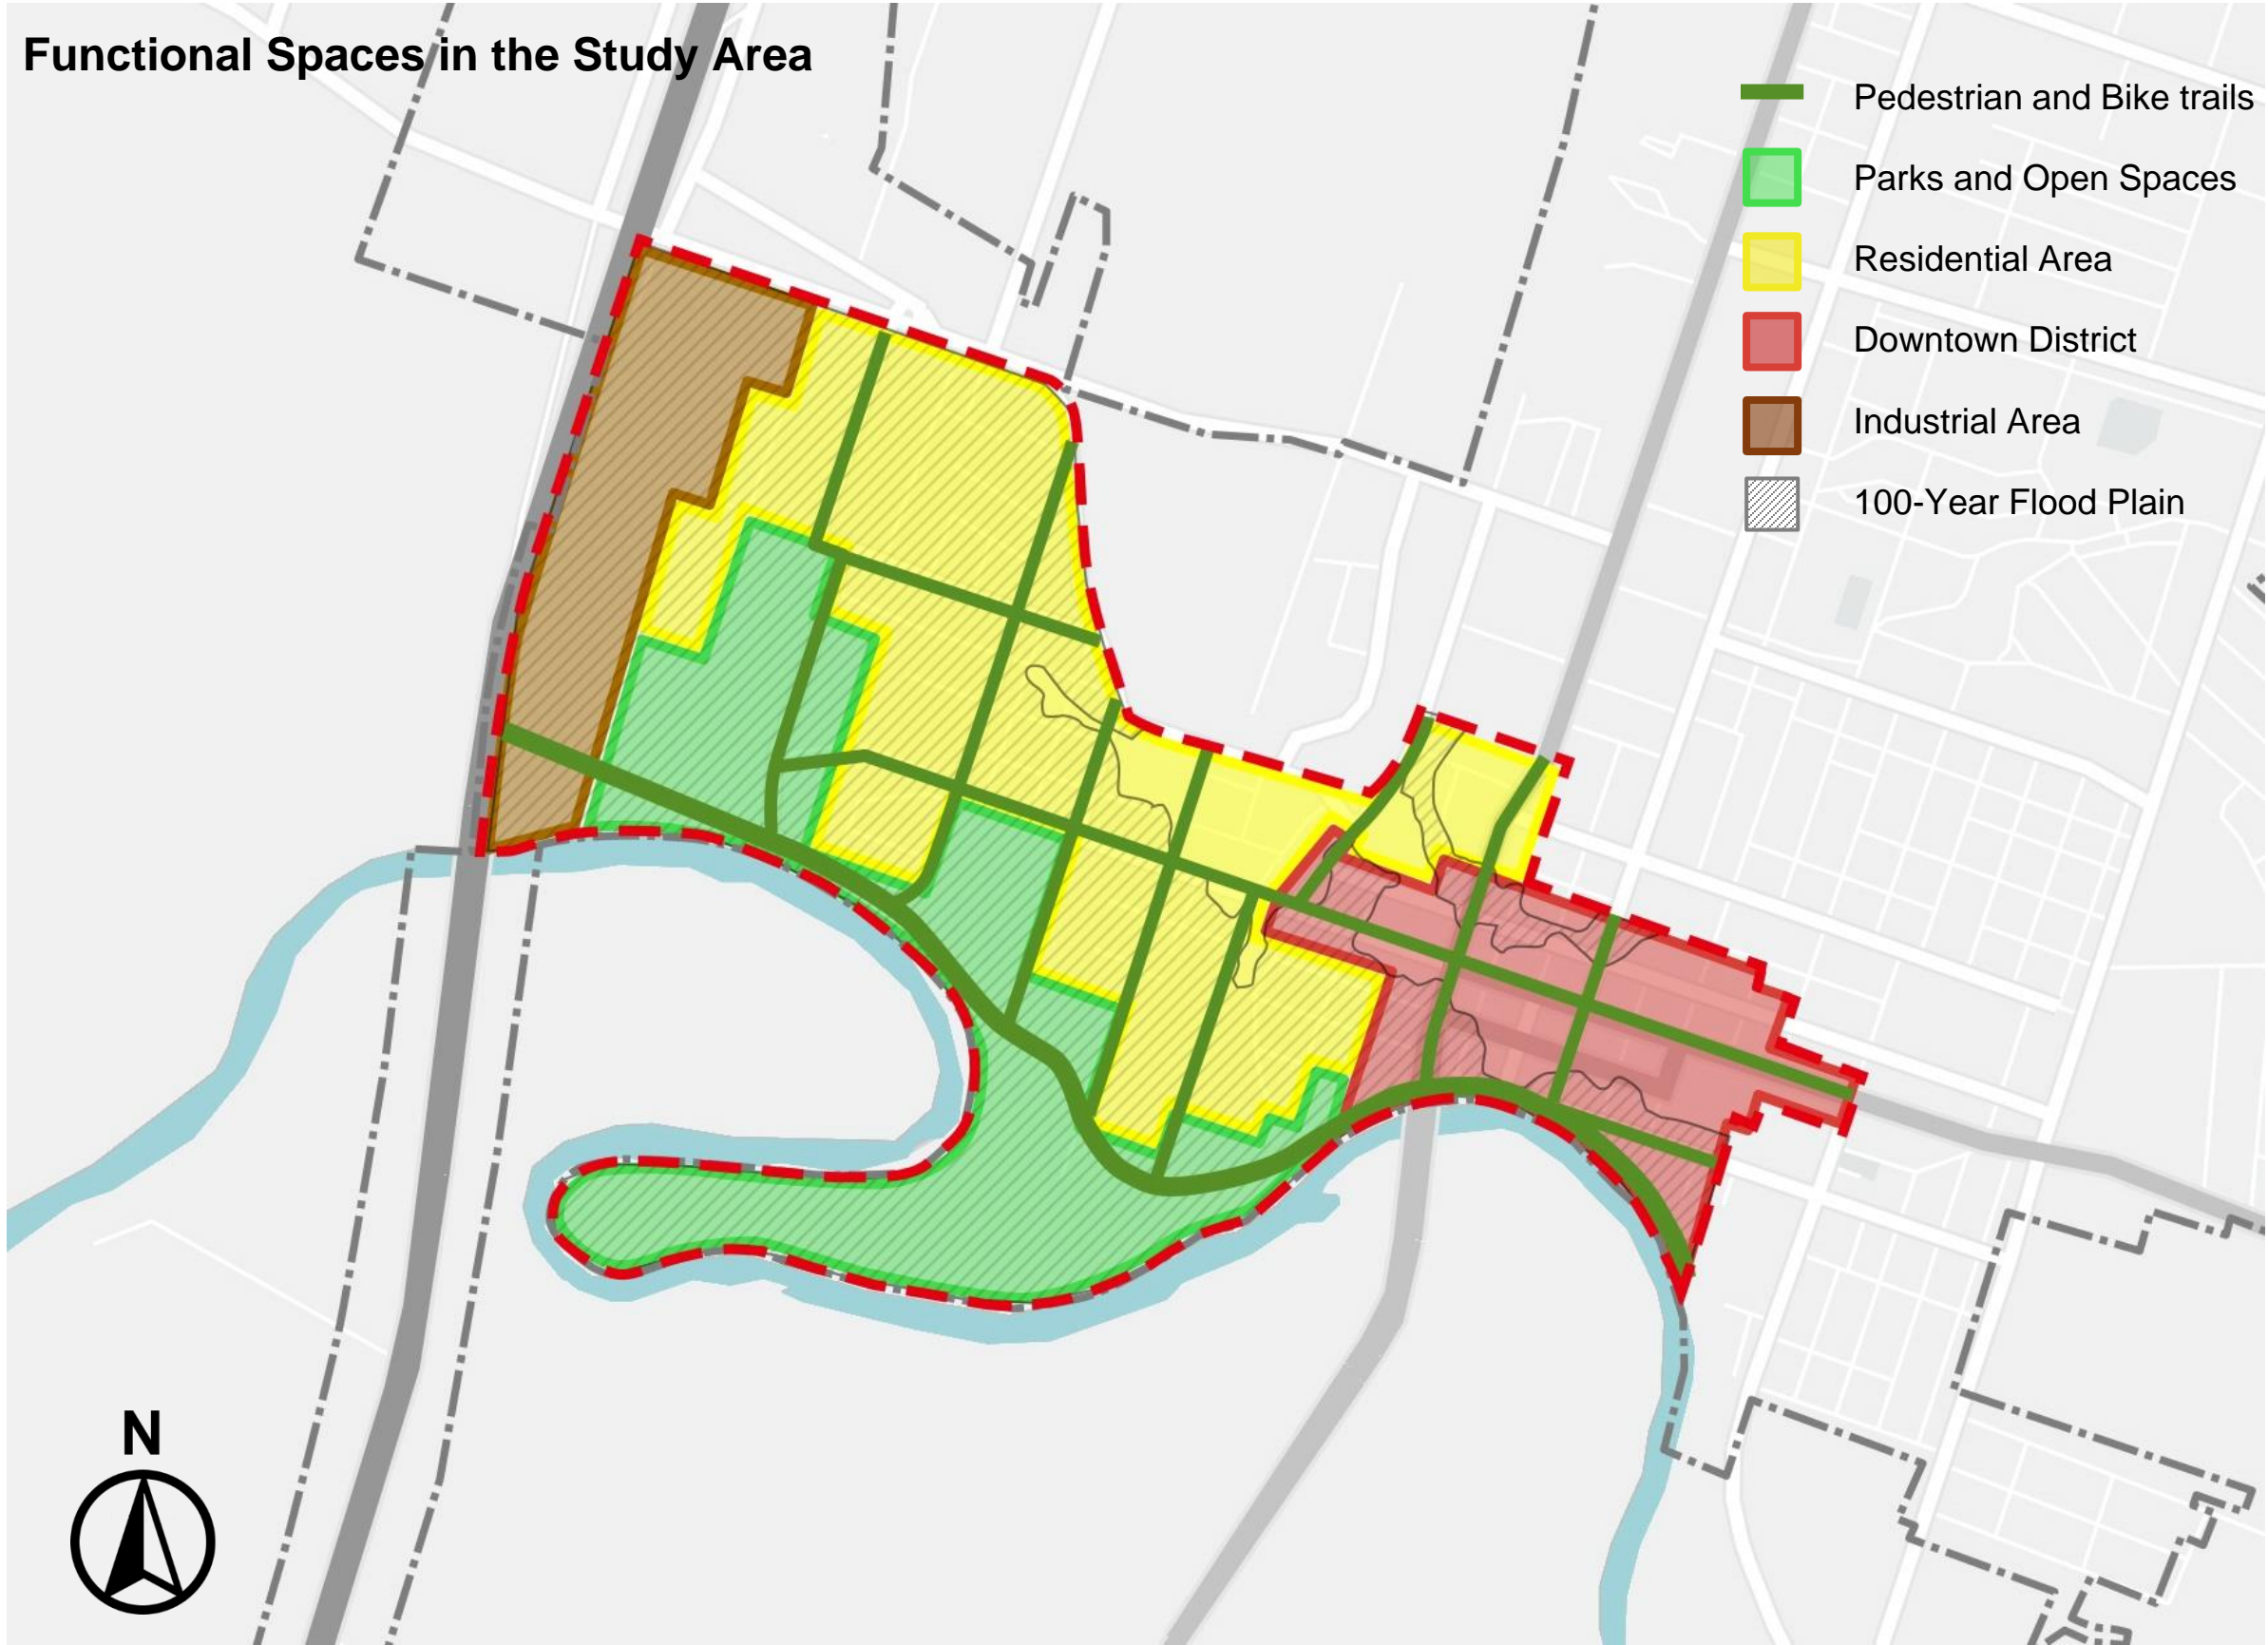 Functional Spaces in the Study Area
Pedestrian and Bike trails
Parks and Open Spaces
Residential Area
Downtown District
Industrial Area
100-Year Flood Plain
N